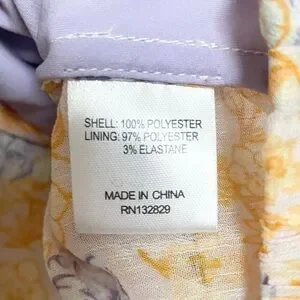 SHELL: 100% POLYESTER
LINING: 97% POLYESTER
3% ELASTANE
MADE IN CHINA
RN132829